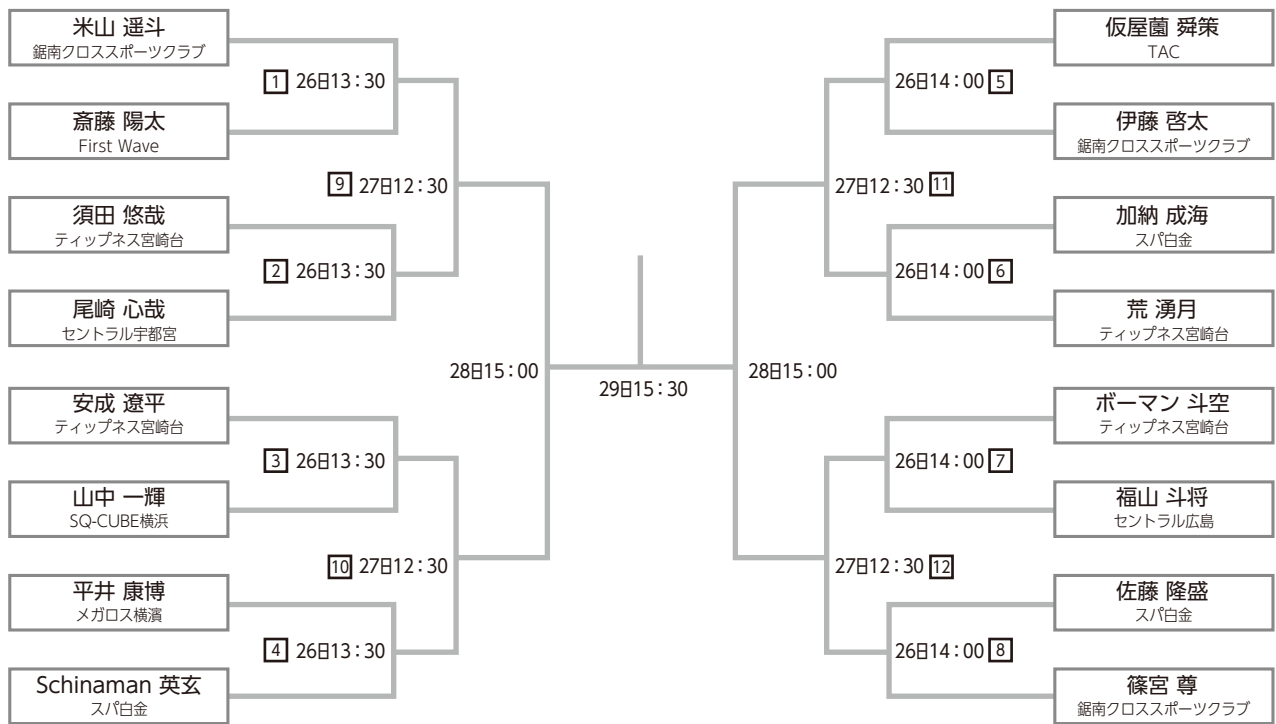 米山 遥斗
鋸南クロススポーツクラブ
1 26日13：30
斎藤 陽太
First Wave
9 27日12：30
須田 悠哉
ティップネス宮崎台
2 26日13：30
尾崎 心哉
セントラル宇都宮
28日15：00
安成 遼平
ティップネス宮崎台
3 26日13：30
山中 一輝
SQ-CUBE横浜
10 27日12：30
平井 康博
メガロス横濱
4 26日13：30
Schinaman 英玄
スパ白金
29日15：30
仮屋薗 舜策
TAC
26日14：00 5
伊藤 啓太
鋸南クロススポーツクラブ
27日12：30 11
加納 成海
スパ白金
26日14：00 6
荒 湧月
ティップネス宮崎台
28日15：00
ボーマン 斗空
ティップネス宮崎台
26日14：00 7
福山 斗将
セントラル広島
27日12：30 12
佐藤 隆盛
スパ白金
26日14：00 8
篠宮 尊
鋸南クロススポーツクラブ